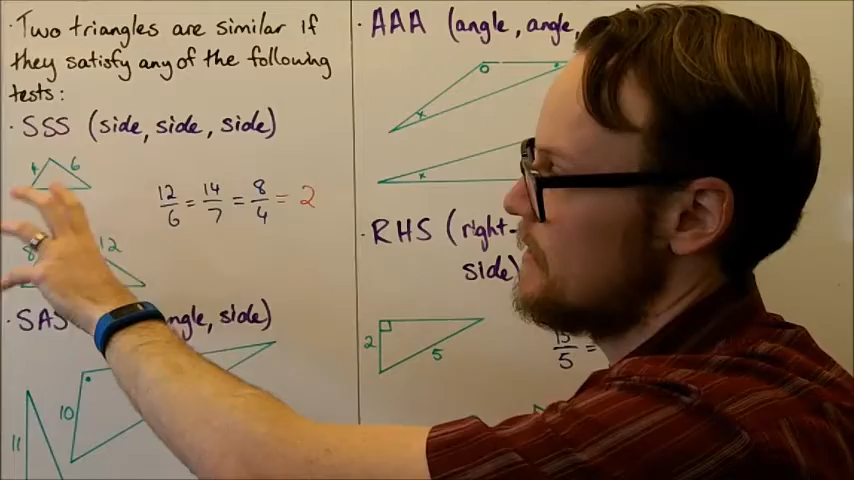 · Two triangles are similar if
they satisfy any of the following
tests:
· SSS (side, side, side)
4 6
12/6 = 14/7 = 8/4 = 2
8 12
· SAS angle, side)
10
11
· AAA (angle, angle,
x o
x
· RHS (right-
side)
2 5
15/5 =